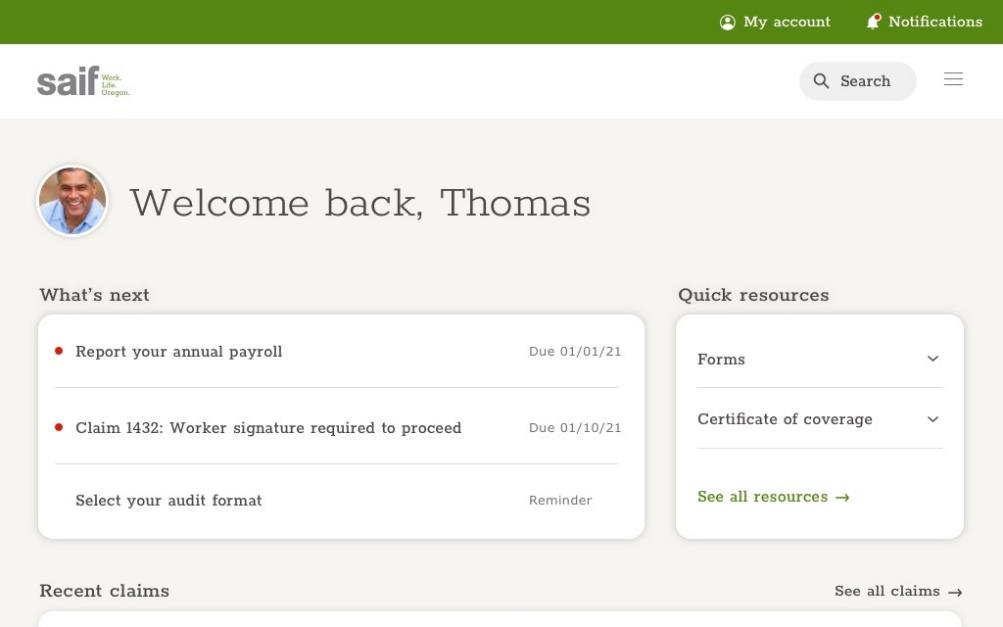 My account
Notifications
saif
Work.
Life.
Oregon.
Search
Welcome back, Thomas
What's next
Report your annual payroll
Due 01/01/21
Claim 1432: Worker signature required to proceed
Due 01/10/21
Select your audit format
Reminder
Quick resources
Forms
Certificate of coverage
See all resources →
Recent claims
See all claims →